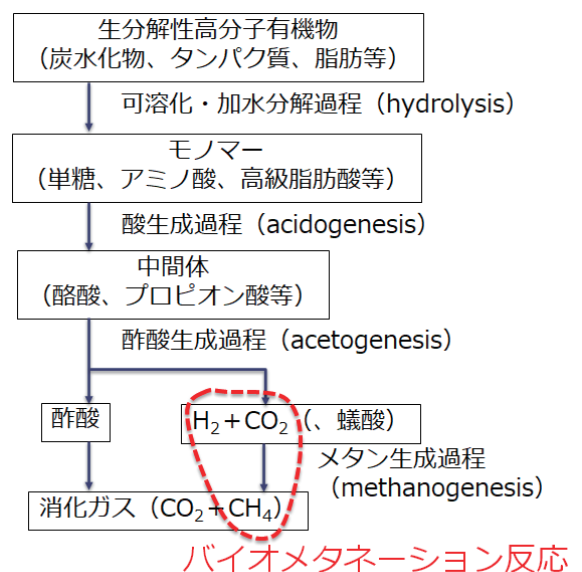 生分解性高分子有機物
（炭水化物、タンパク質、脂肪等）
可溶化・加水分解過程（hydrolysis）
モノマー
（単糖、アミノ酸、高級脂肪酸等）
酸生成過程（acidogenesis）
中間体
（酪酸、プロピオン酸等）
酢酸生成過程（acetogenesis）
酢酸
H₂＋CO₂（、蟻酸）
メタン生成過程
（methanogenesis）
消化ガス（CO₂＋CH₄）
バイオメタネーション反応